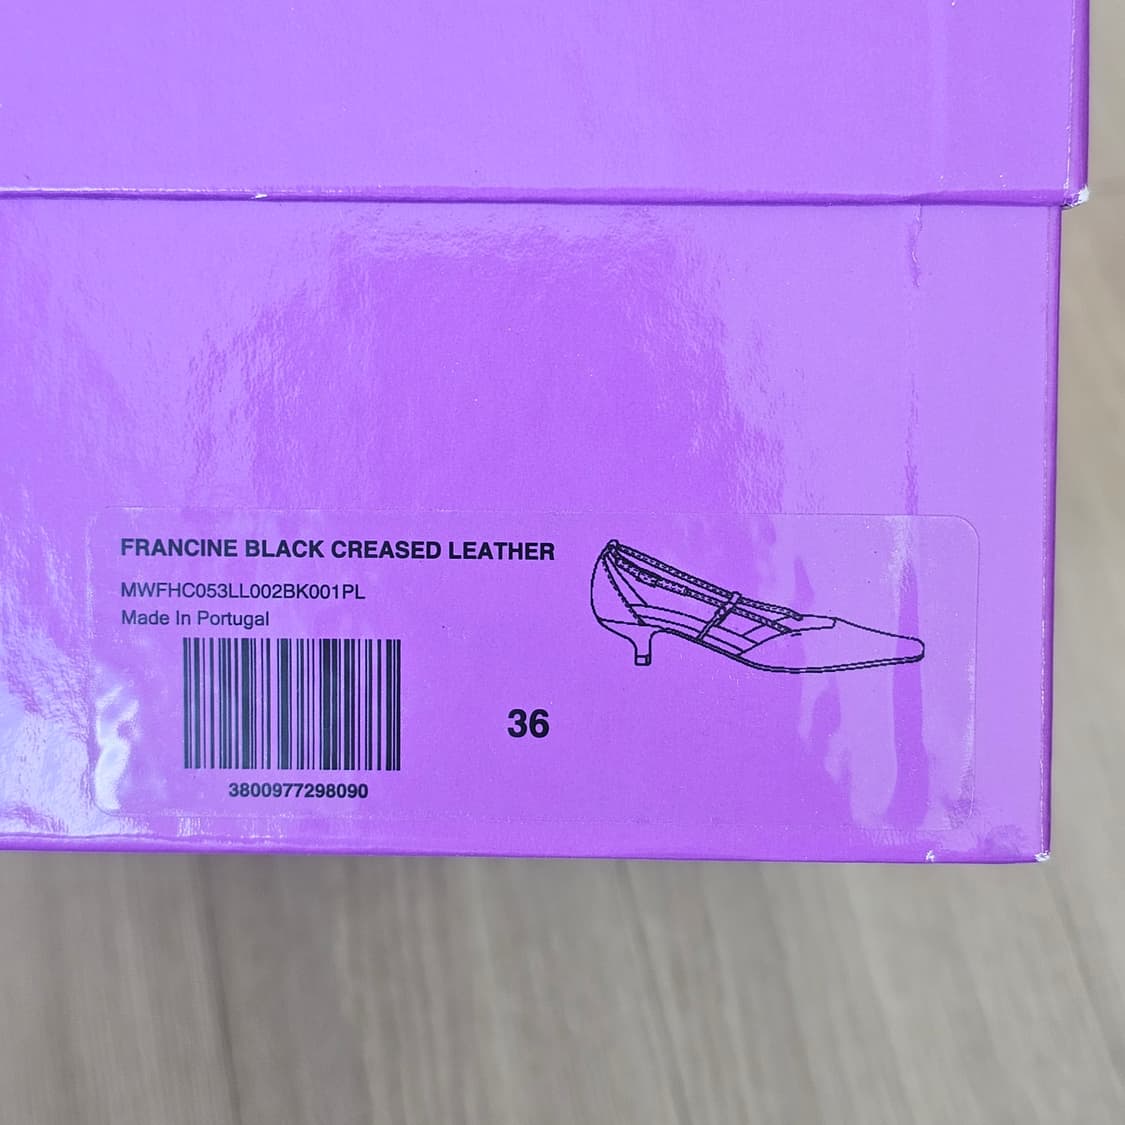 FRANCINE BLACK CREASED LEATHER
MWFHC053LL002BK001PL
Made In Portugal
36
3800977298090